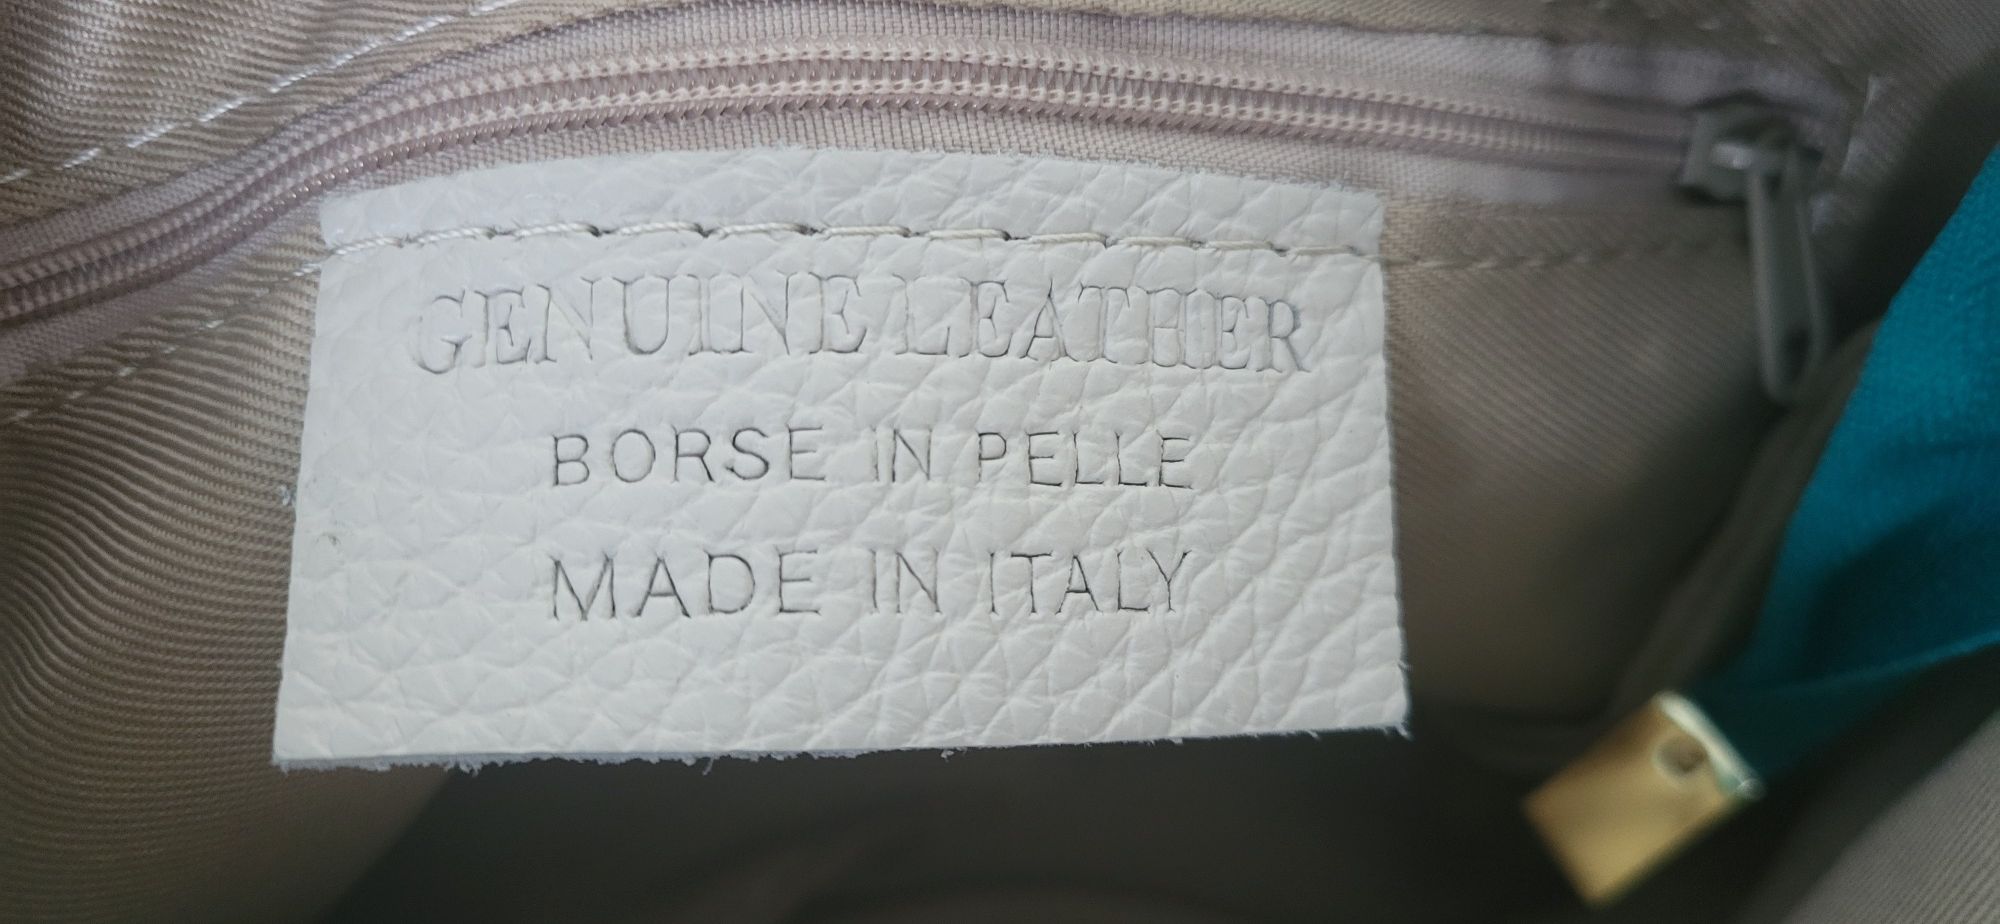 GENUINE LEATHER
BORSE IN PELLE
MADE IN ITALY